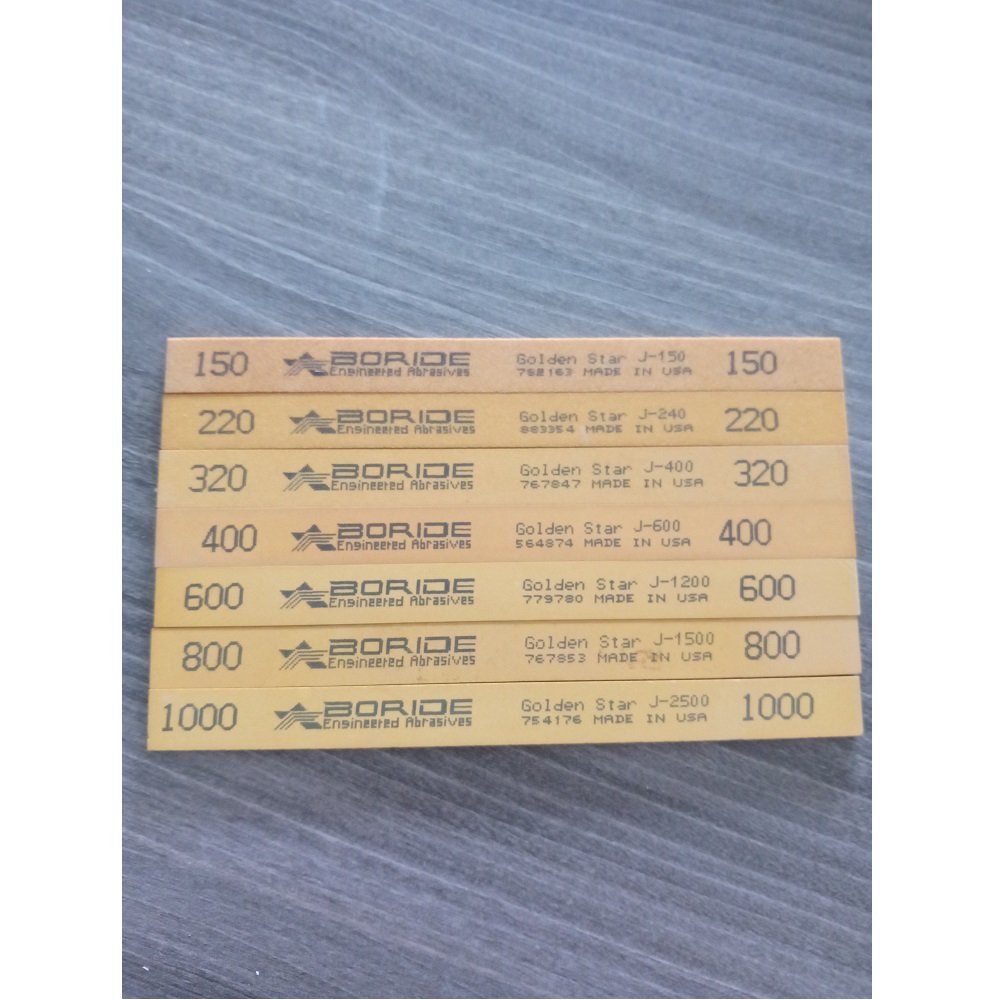 150 BORIDE Golden Star J-150 150
Engineered Abrasives 752163 MADE IN USA
220 BORIDE Golden Star J-240 220
Engineered Abrasives 883354 MADE IN USA
320 BORIDE Golden Star J-400 320
Engineered Abrasives 767847 MADE IN USA
400 BORIDE Golden Star J-600 400
Engineered Abrasives 564874 MADE IN USA
600 BORIDE Golden Star J-1200 600
Engineered Abrasives 779780 MADE IN USA
800 BORIDE Golden Star J-1500 800
Engineered Abrasives 767853 MADE IN USA
1000 BORIDE Golden Star J-2500 1000
Engineered Abrasives 754176 MADE IN USA